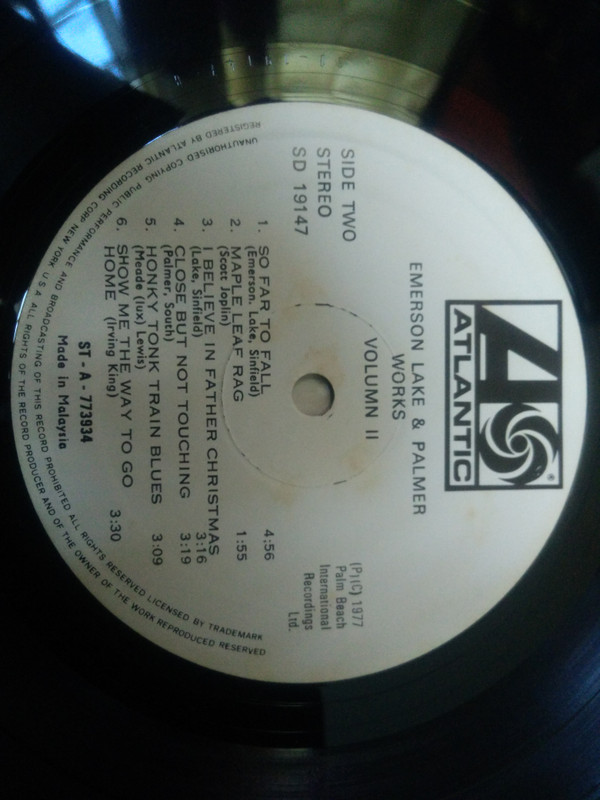 ATLANTIC
®
EMERSON LAKE & PALMER
WORKS
VOLUMN II
SIDE TWO
STEREO
SD 19147
(P)(C) 1977
Palm Beach
International
Recordings
Ltd.
1. SO FAR TO FALL 4:56
(Emerson, Lake, Sinfield)
2. MAPLE LEAF RAG 1:55
(Scott Joplin)
3. I BELIEVE IN FATHER CHRISTMAS 3:16
(Lake, Sinfield)
4. CLOSE BUT NOT TOUCHING 3:19
(Palmer, South)
5. HONKY TONK TRAIN BLUES 3:09
(Meade (lux) Lewis)
6. SHOW ME THE WAY TO GO
HOME (Irving King) 3:30
ST - A - 773934
Made in Malaysia
UNAUTHORISED COPYING PUBLIC PERFORMANCE AND BROADCASTING OF THIS RECORD PROHIBITED ALL RIGHTS RESERVED LICENSED BY TRADEMARK
REGISTERED BY ATLANTIC RECORDING CORP NEW YORK U S A ALL RIGHTS OF THE RECORD PRODUCER AND OF THE OWNER OF THE WORK REPRODUCED RESERVED